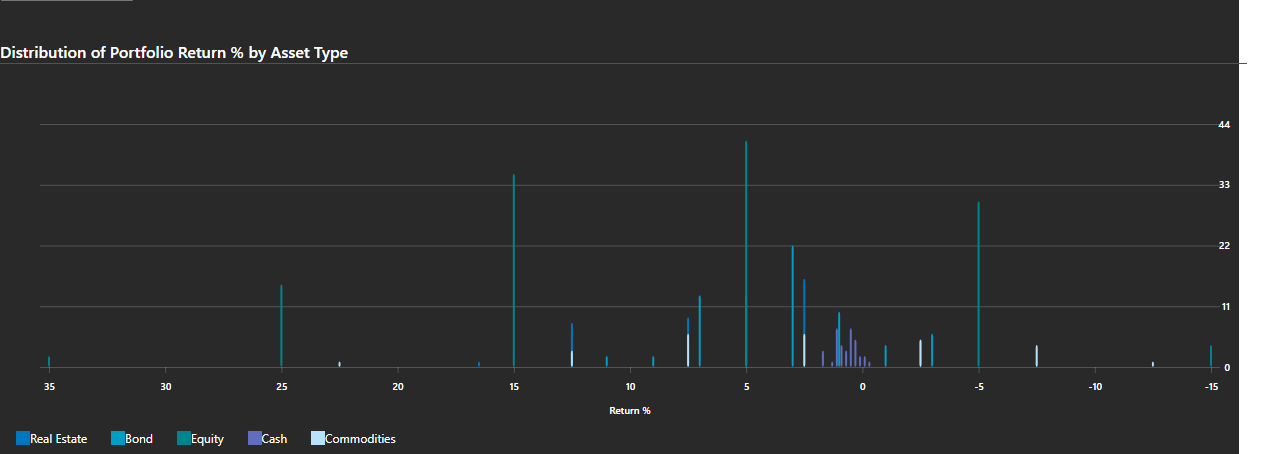 Distribution of Portfolio Return % by Asset Type
44
33
22
11
0
35 30 25 20 15 10 5 0 -5 -10 -15
Return %
Real Estate Bond Equity Cash Commodities